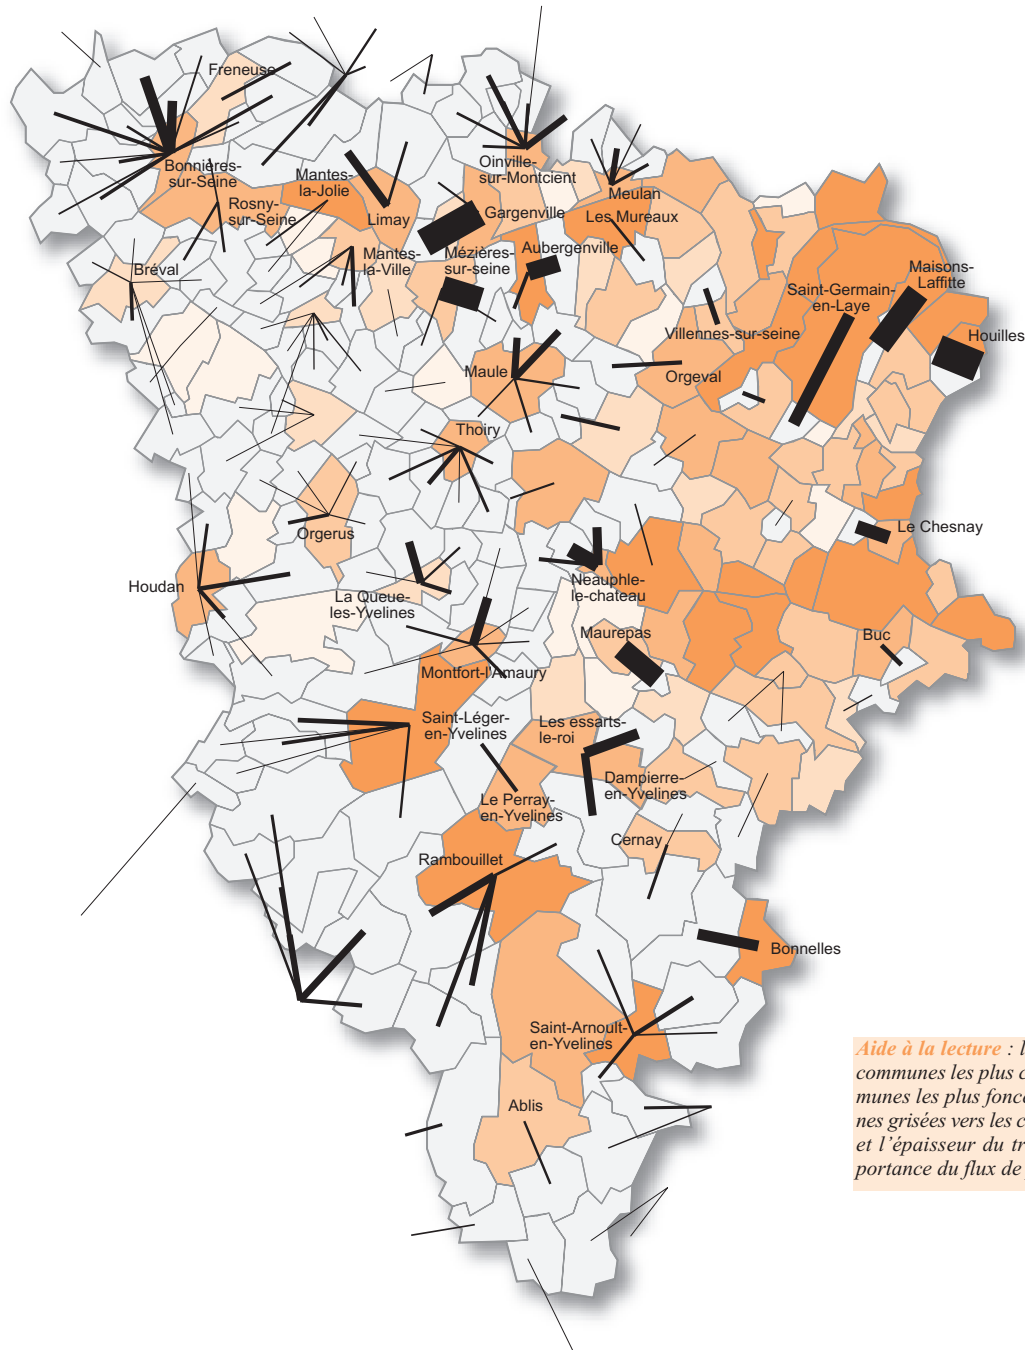 Freneuse
Bonnières-
sur-Seine
Mantes-
la-Jolie
Rosny-
sur-Seine
Limay
Oinville-
sur-Montcient
Meulan
Gargenville
Les Mureaux
Mézières-
sur-seine
Aubergenville
Mantes-
la-Ville
Bréval
Maisons-
Laffitte
Saint-Germain-
en-Laye
Houilles
Villennes-sur-seine
Orgeval
Maule
Thoiry
Orgerus
Le Chesnay
Houdan
La Queue-
les-Yvelines
Neauphle-
le-chateau
Maurepas
Buc
Montfort-l'Amaury
Saint-Léger-
en-Yvelines
Les essarts-
le-roi
Dampierre-
en-Yvelines
Le Perray-
en-Yvelines
Cernay
Rambouillet
Bonnelles
Saint-Arnoult-
en-Yvelines
Ablis
Aide à la lecture :
communes les plus
munes les plus
nes grisées vers les
et l'épaisseur du
portance du flux de